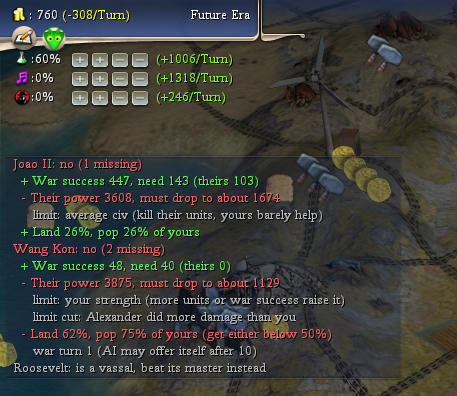 : 760 (-308/Turn)
Future Era
:60% (+1006/Turn)
:0% (+1318/Turn)
:0% (+246/Turn)
Joao II: no (1 missing)
+ War success 447, need 143 (theirs 103)
- Their power 3608, must drop to about 1674
limit: average civ (kill their units, yours barely help)
+ Land 26%, pop 26% of yours
Wang Kon: no (2 missing)
+ War success 48, need 40 (theirs 0)
- Their power 3875, must drop to about 1129
limit: your strength (more units or war success raise it)
limit cut: Alexander did more damage than you
- Land 62%, pop 75% of yours (get either below 50%)
war turn 1 (AI may offer itself after 10)
Roosevelt: is a vassal, beat its master instead